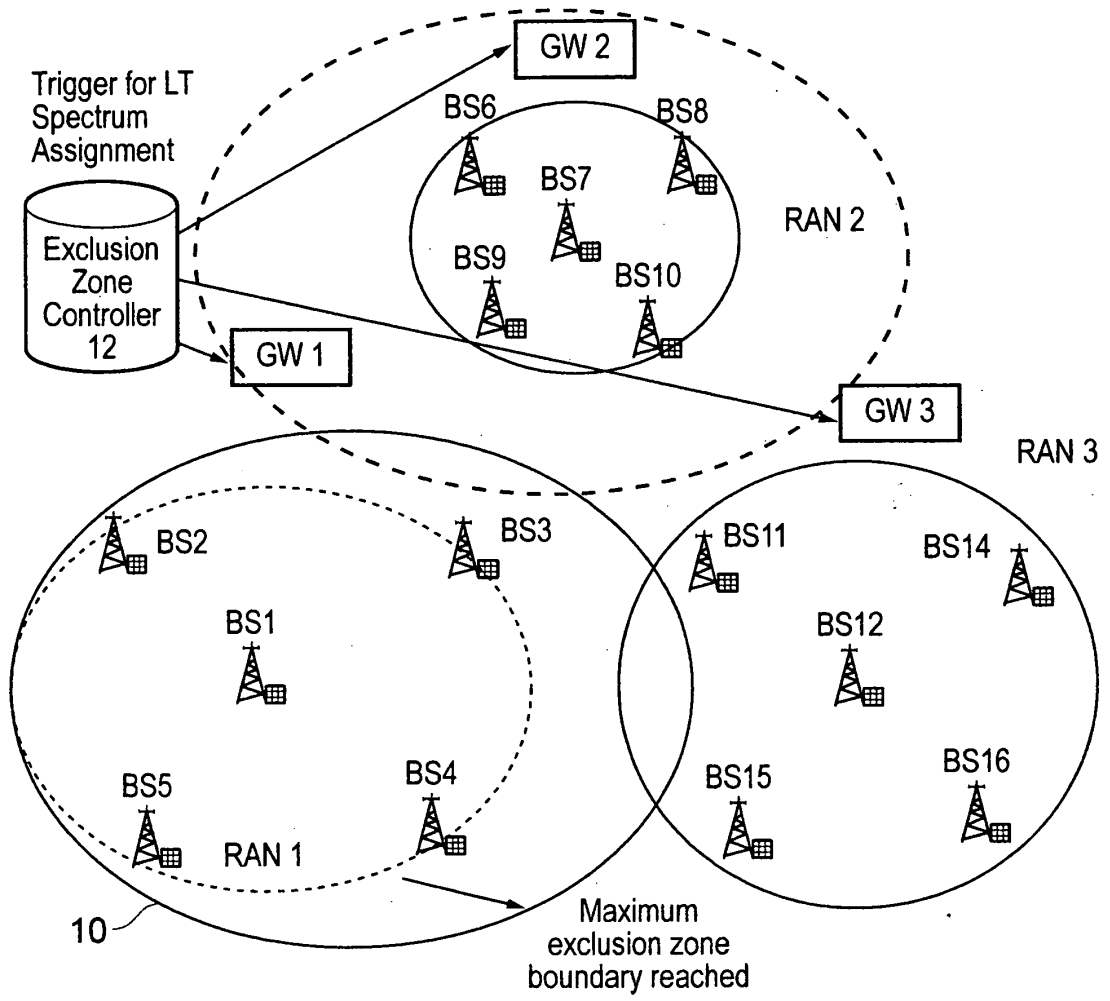 GW 2
Trigger for LT
Spectrum
Assignment
BS6
BS8
BS7
RAN 2
Exclusion
Zone
Controller
12
BS9
BS10
GW 1
GW 3
RAN 3
BS2
BS3
BS11
BS14
BS1
BS12
BS5
BS4
BS15
BS16
RAN 1
10
Maximum
exclusion zone
boundary reached